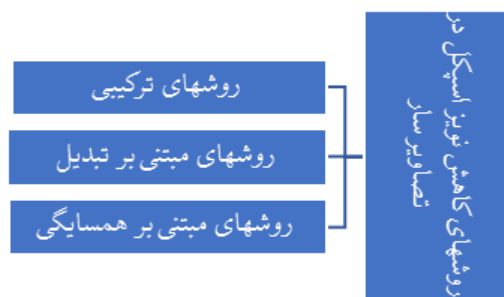 روشهای کاهش نویز اسپکل در
تصاویر سار
روشهای ترکیبی
روشهای مبتنی بر تبدیل
روشهای مبتنی بر همسایگی